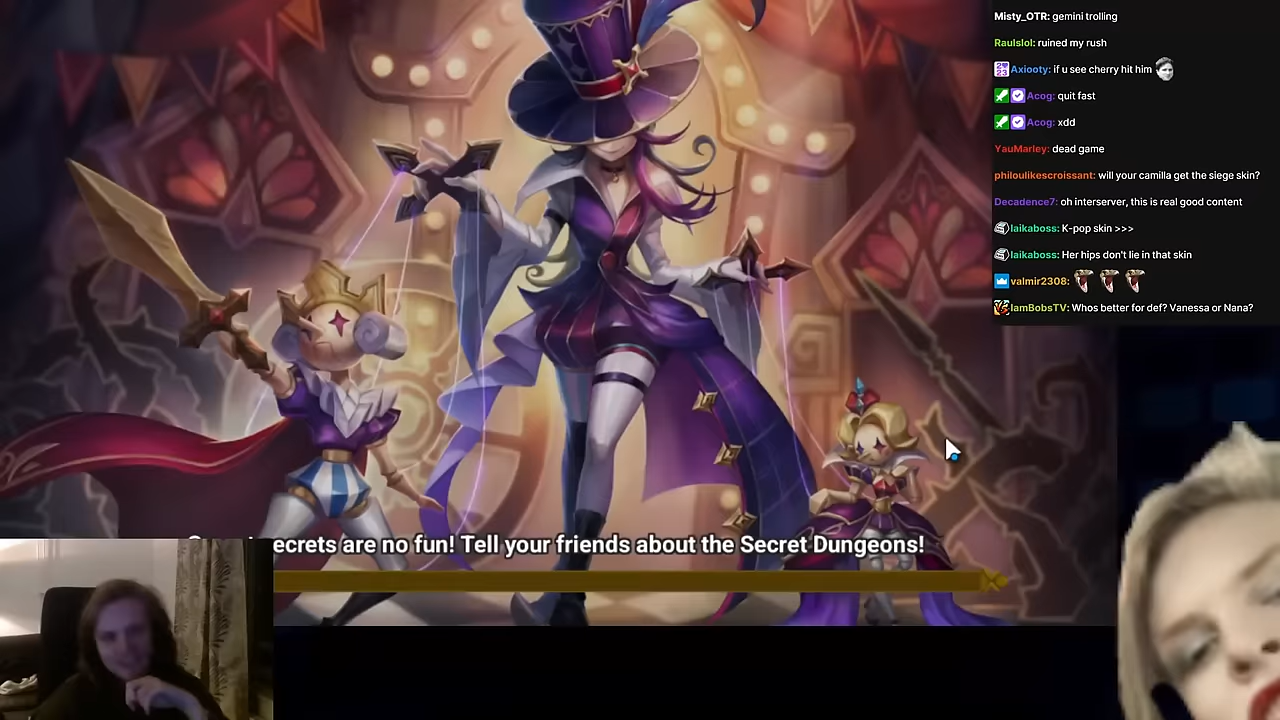 Misty_OTR: gemini trolling
Raulslol: ruined my rush
Axiooty: if u see cherry hit him
Acog: quit fast
Acog: xdd
YauMarley: dead game
philoulikescroissant: will your camilla get the siege skin?
Decadence7: oh interserver, this is real good content
laikaboss: K-pop skin >>>
laikaboss: Her hips don't lie in that skin
valmir2308:
IamBobsTV: Whos better for def? Vanessa or Nana?
ecrets are no fun! Tell your friends about the Secret Dungeons!